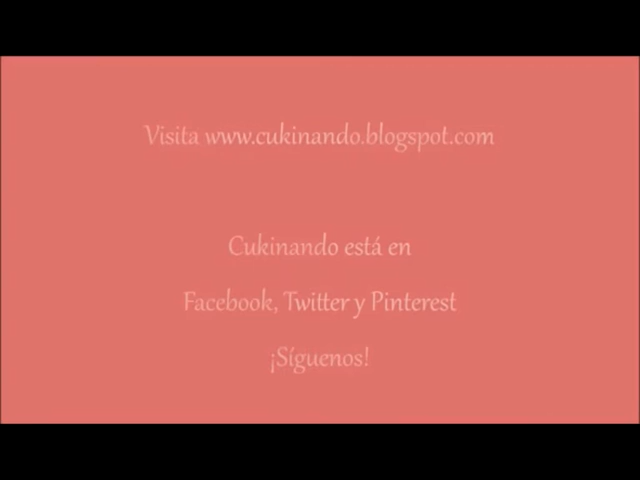 Visita www.cukinando.blogspot.com
Cukinando está en
Facebook, Twitter y Pinterest
¡Síguenos!